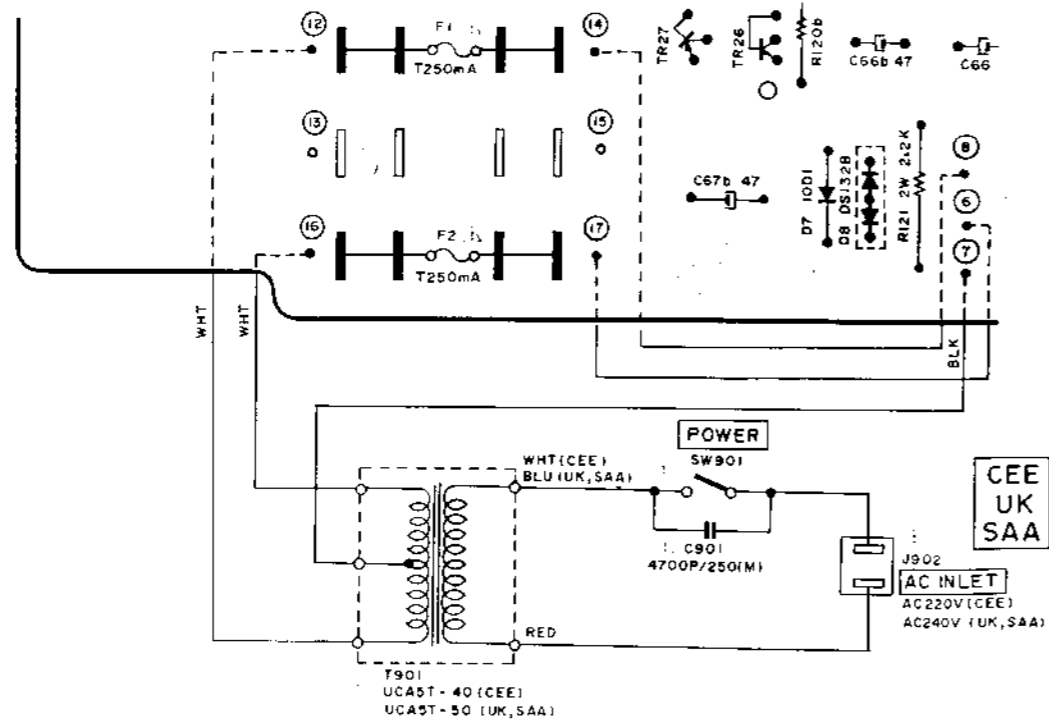 12
F1
14
T250mA
TR27
TR26
R120b
C66b 47
C66
13
15
8
C67b 47
D7 10D1
D8 DS132B
R121 2W 2.2K
6
16
F2
17
7
T250mA
WHT
WHT
BLK
POWER
SW901
WHT(CEE)
BLU(UK,SAA)
CEE
UK
SAA
C901
4700P/250(M)
J902
AC INLET
AC220V(CEE)
AC240V (UK,SAA)
RED
T901
UCA5T-40(CEE)
UCA5T-50 (UK,SAA)